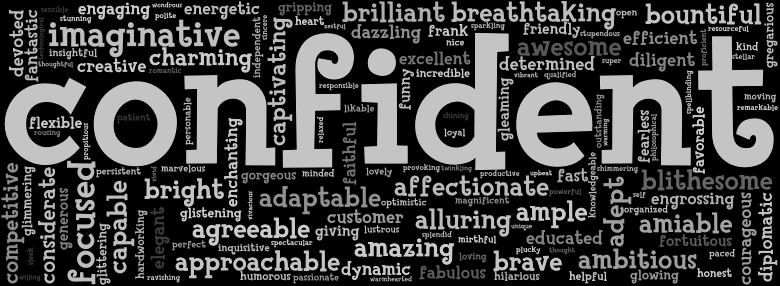 sensible
stunning
engaging
wondrous
polite
energetic
gripping
brilliant
breathtaking
open
bountiful
gregarious
devoted
fantastic
imaginative
independent
sincere
heart
zestful
dazzling
frank
nice
sparkling
friendly
stupendous
resourceful
efficient
proficient
kind
stellar
insightful
thoughtful
creative
charming
romantic
captivating
excellent
incredible
awesome
determined
super
vibrant
qualified
diligent
spellbinding
moving
remarkable
confident
flexible
rousing
propitious
patient
personable
enchanting
responsible
relaxed
likable
faithful
funny
shining
loyal
gleaming
outstanding
warming
fearless
philosophical
favorable
competitive
glimmering
considerate
generous
focused
persistent
marvelous
kind
gorgeous
minded
lovely
provoking
twinkling
productive
upbeat
fast
knowledgeable
shimmering
blithesome
bright
adaptable
optimistic
affectionate
magnificent
powerful
adept
self
organized
engrossing
courageous
diplomatic
glittering
capable
hardworking
elegant
glistening
vivacious
agreeable
giving
customer
lustrous
splendid
alluring
unique
ample
amiable
fortuitous
perfect
inquisitive
spectacular
amazing
mirthful
plucky
educated
thought
paced
sleek
willing
ravishing
approachable
humorous
passionate
dynamic
warmhearted
loving
fabulous
brave
hilarious
ambitious
helpful
glowing
honest